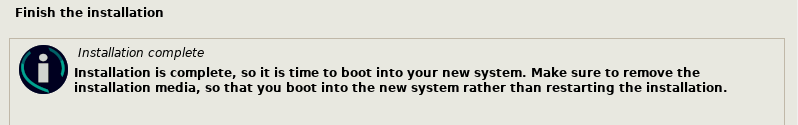 Finish the installation
Installation complete
Installation is complete, so it is time to boot into your new system. Make sure to remove the
installation media, so that you boot into the new system rather than restarting the installation.